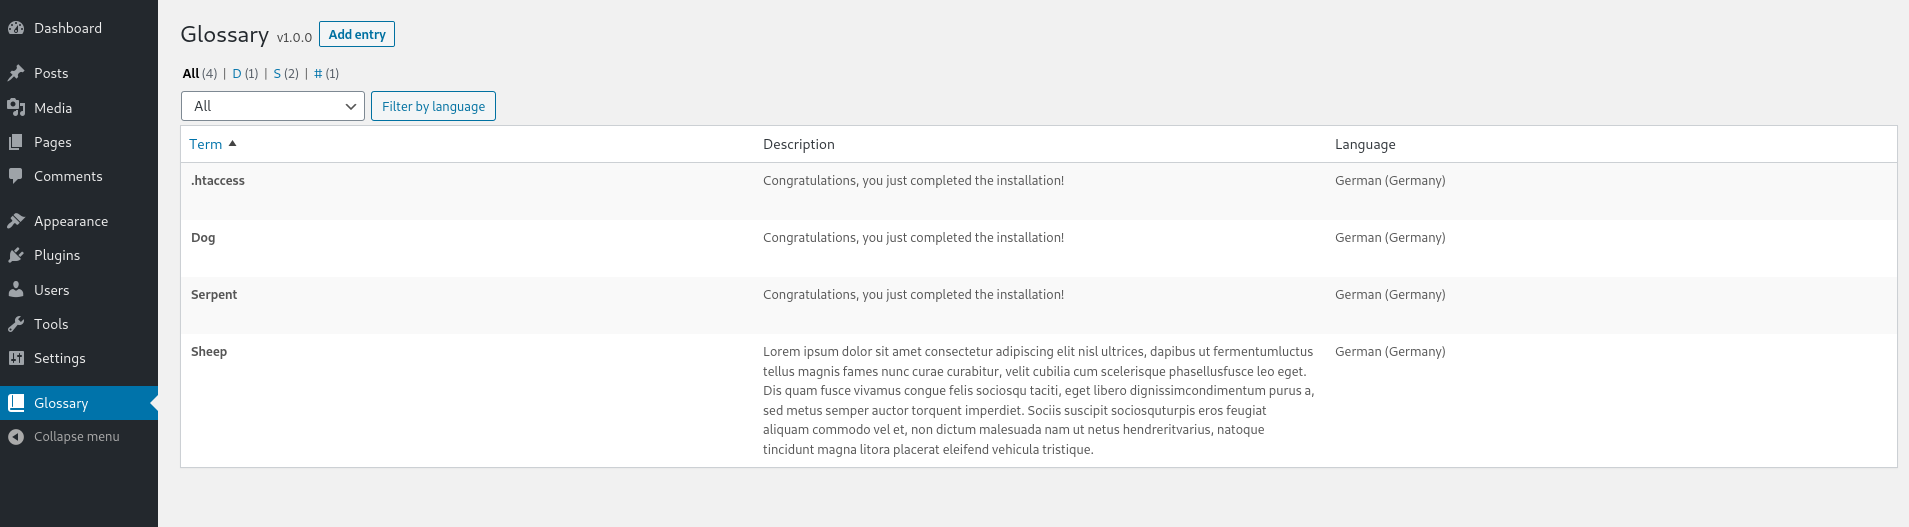 Dashboard
Posts
Media
Pages
Comments
Appearance
Plugins
Users
Tools
Settings
Glossary
Collapse menu
Glossary v1.0.0 Add entry
All (4) | D (1) | S (2) | # (1)
All Filter by language
Term Description Language
.htaccess Congratulations, you just completed the installation! German (Germany)
Dog Congratulations, you just completed the installation! German (Germany)
Serpent Congratulations, you just completed the installation! German (Germany)
Sheep Lorem ipsum dolor sit amet consectetur adipiscing elit nisl ultrices, dapibus ut fermentumluctus German (Germany)
tellus magnis fames nunc curae curabitur, velit cubilia cum scelerisque phasellusfusce leo eget.
Dis quam fusce vivamus congue felis sociosqu taciti, eget libero dignissimcondimentum purus a,
sed metus semper auctor torquent imperdiet. Sociis suscipit sociosquturpis eros feugiat
aliquam commodo vel et, non dictum malesuada nam ut netus hendreritvarius, natoque
tincidunt magna litora placerat eleifend vehicula tristique.